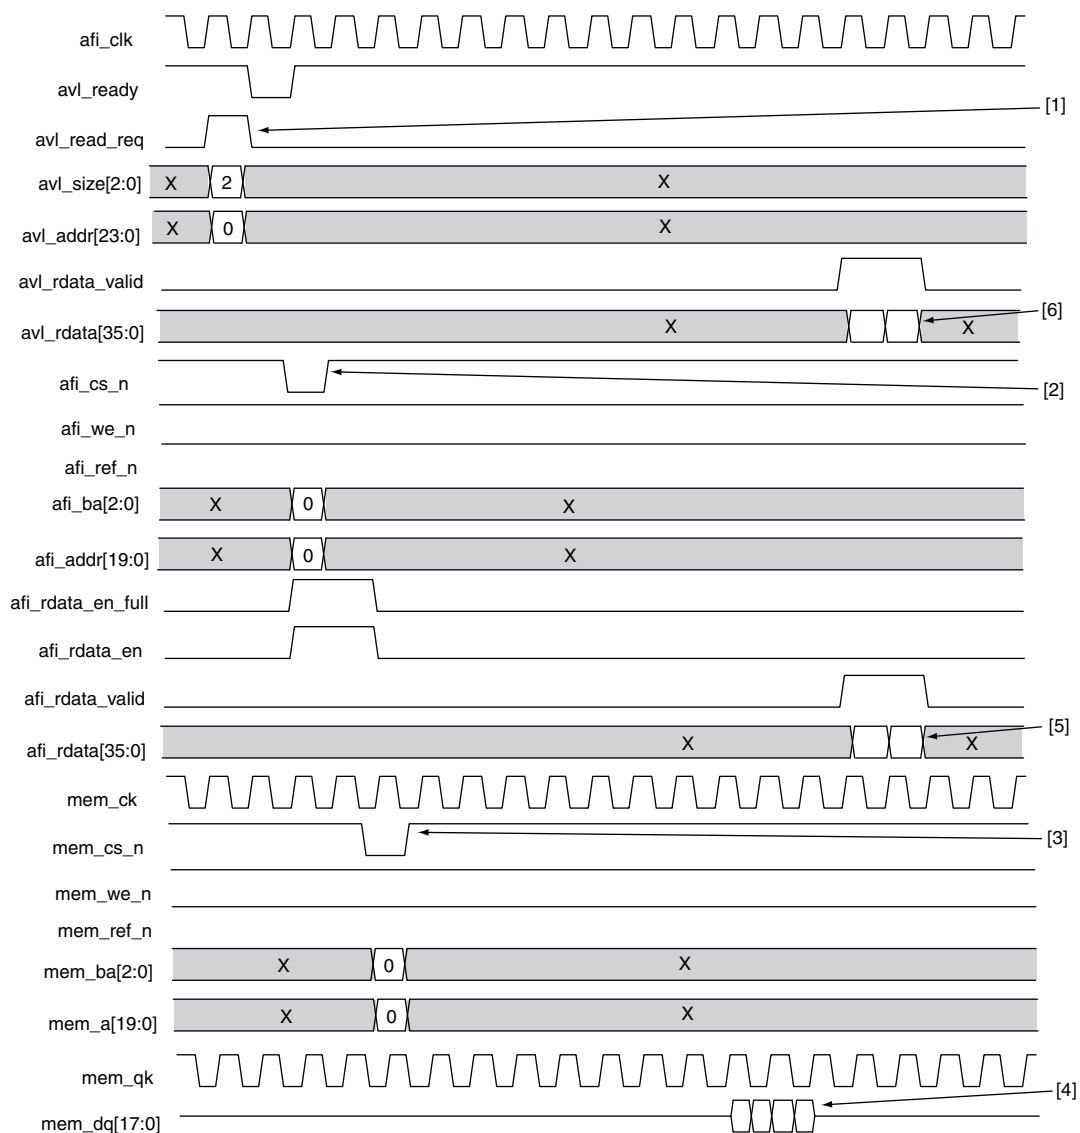 afi_clk
avl_ready
[1]
avl_read_req
avl_size[2:0] X 2 X
avl_addr[23:0] X 0 X
avl_rdata_valid
[6]
avl_rdata[35:0] X X
afi_cs_n
[2]
afi_we_n
afi_ref_n
afi_ba[2:0] X 0 X
afi_addr[19:0] X 0 X
afi_rdata_en_full
afi_rdata_en
afi_rdata_valid
[5]
afi_rdata[35:0] X X
mem_ck
mem_cs_n [3]
mem_we_n
mem_ref_n
mem_ba[2:0] X 0 X
mem_a[19:0] X 0 X
mem_qk
[4]
mem_dq[17:0]